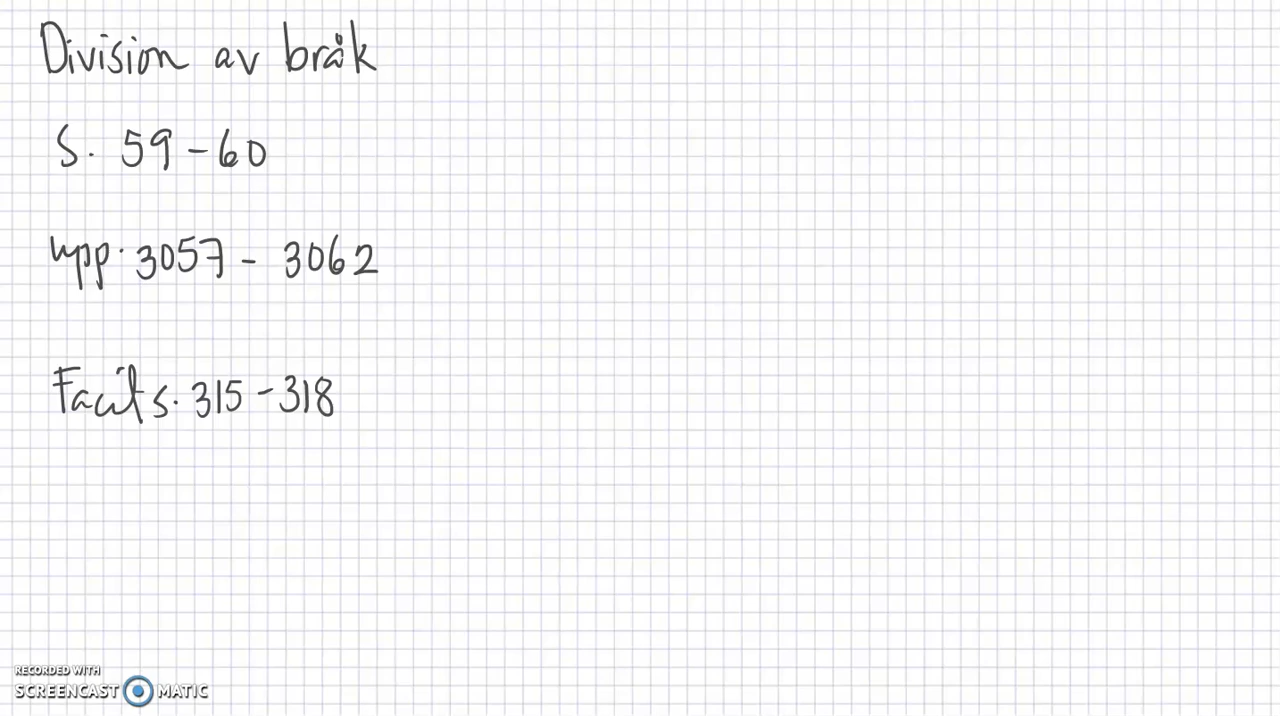 Division av bråk
S. 59-60
upp. 3057 - 3062
Facit s. 315-318
RECORDED WITH
SCREENCAST MATIC